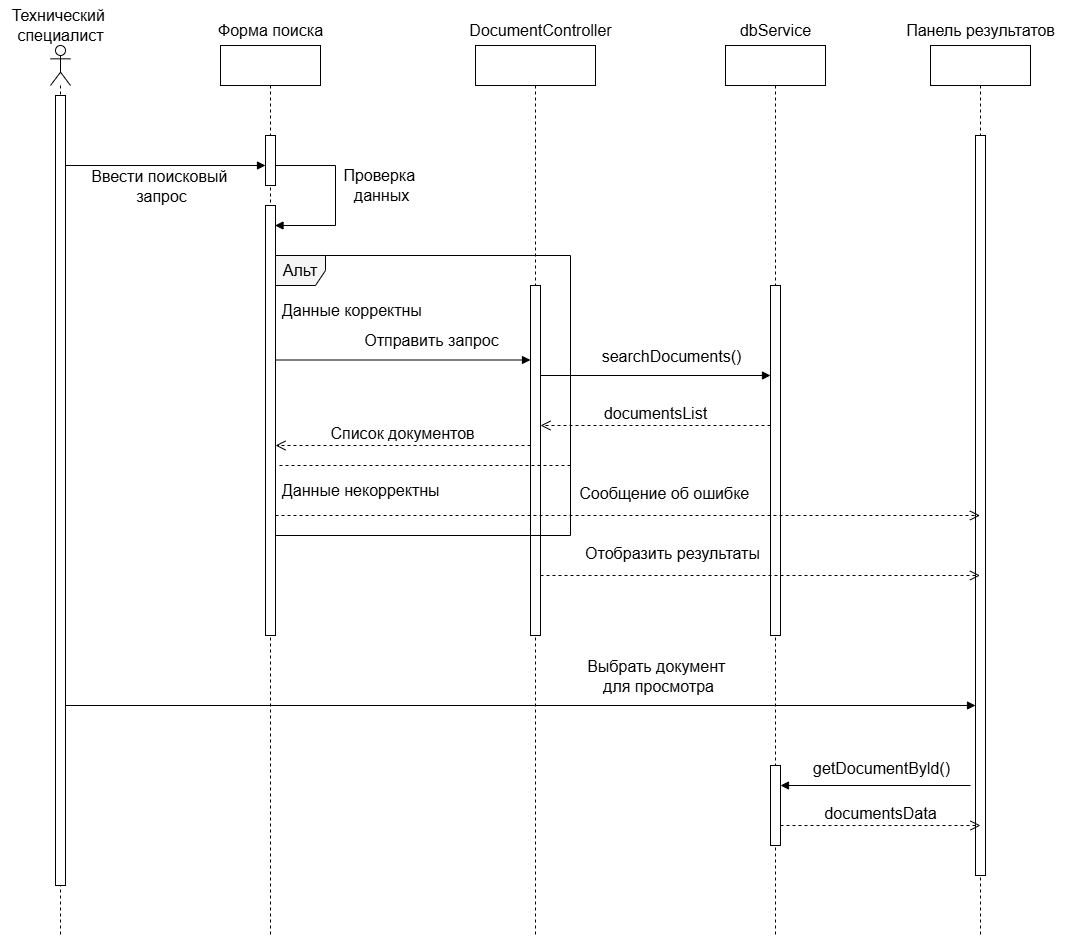 Технический
специалист
Форма поиска
DocumentController
dbService
Панель результатов
Ввести поисковый
запрос
Проверка
данных
Альт
Данные корректны
Отправить запрос
searchDocuments()
documentsList
Список документов
Данные некорректны
Сообщение об ошибке
Отобразить результаты
Выбрать документ
для просмотра
getDocumentById()
documentsData